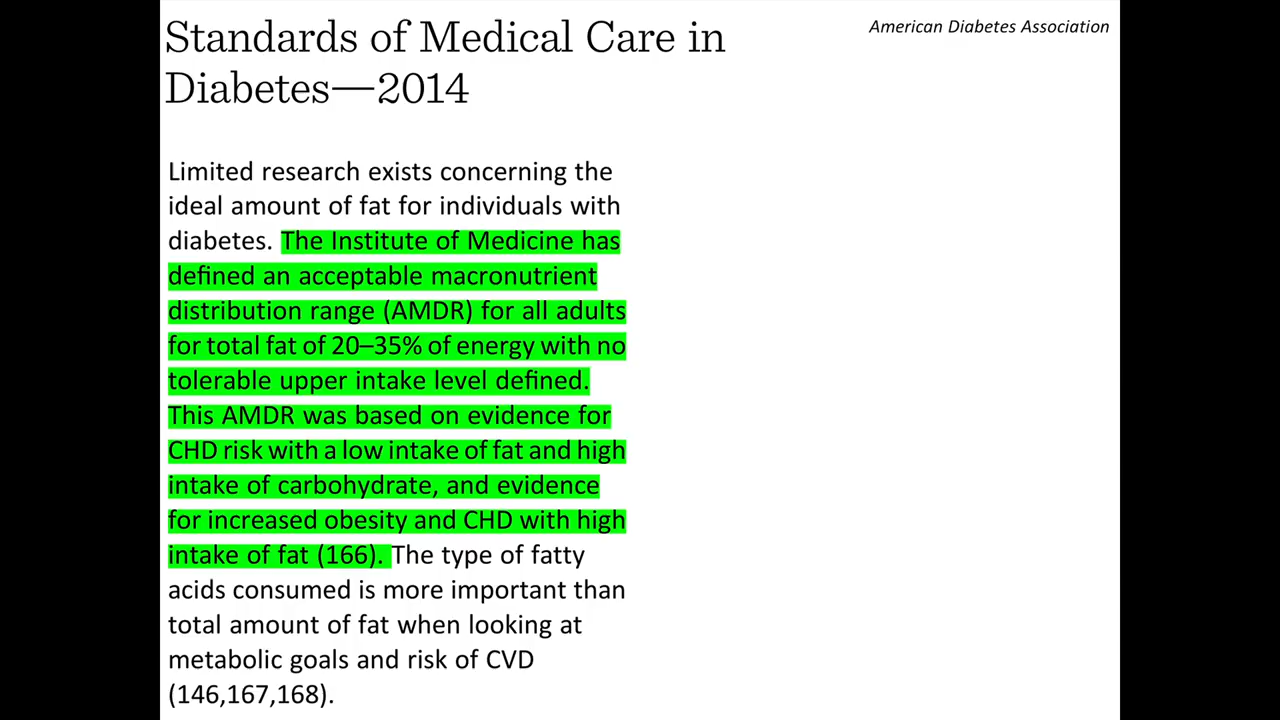 Standards of Medical Care in
Diabetes—2014
American Diabetes Association
Limited research exists concerning the
ideal amount of fat for individuals with
diabetes. The Institute of Medicine has
defined an acceptable macronutrient
distribution range (AMDR) for all adults
for total fat of 20–35% of energy with no
tolerable upper intake level defined.
This AMDR was based on evidence for
CHD risk with a low intake of fat and high
intake of carbohydrate, and evidence
for increased obesity and CHD with high
intake of fat (166). The type of fatty
acids consumed is more important than
total amount of fat when looking at
metabolic goals and risk of CVD
(146,167,168).